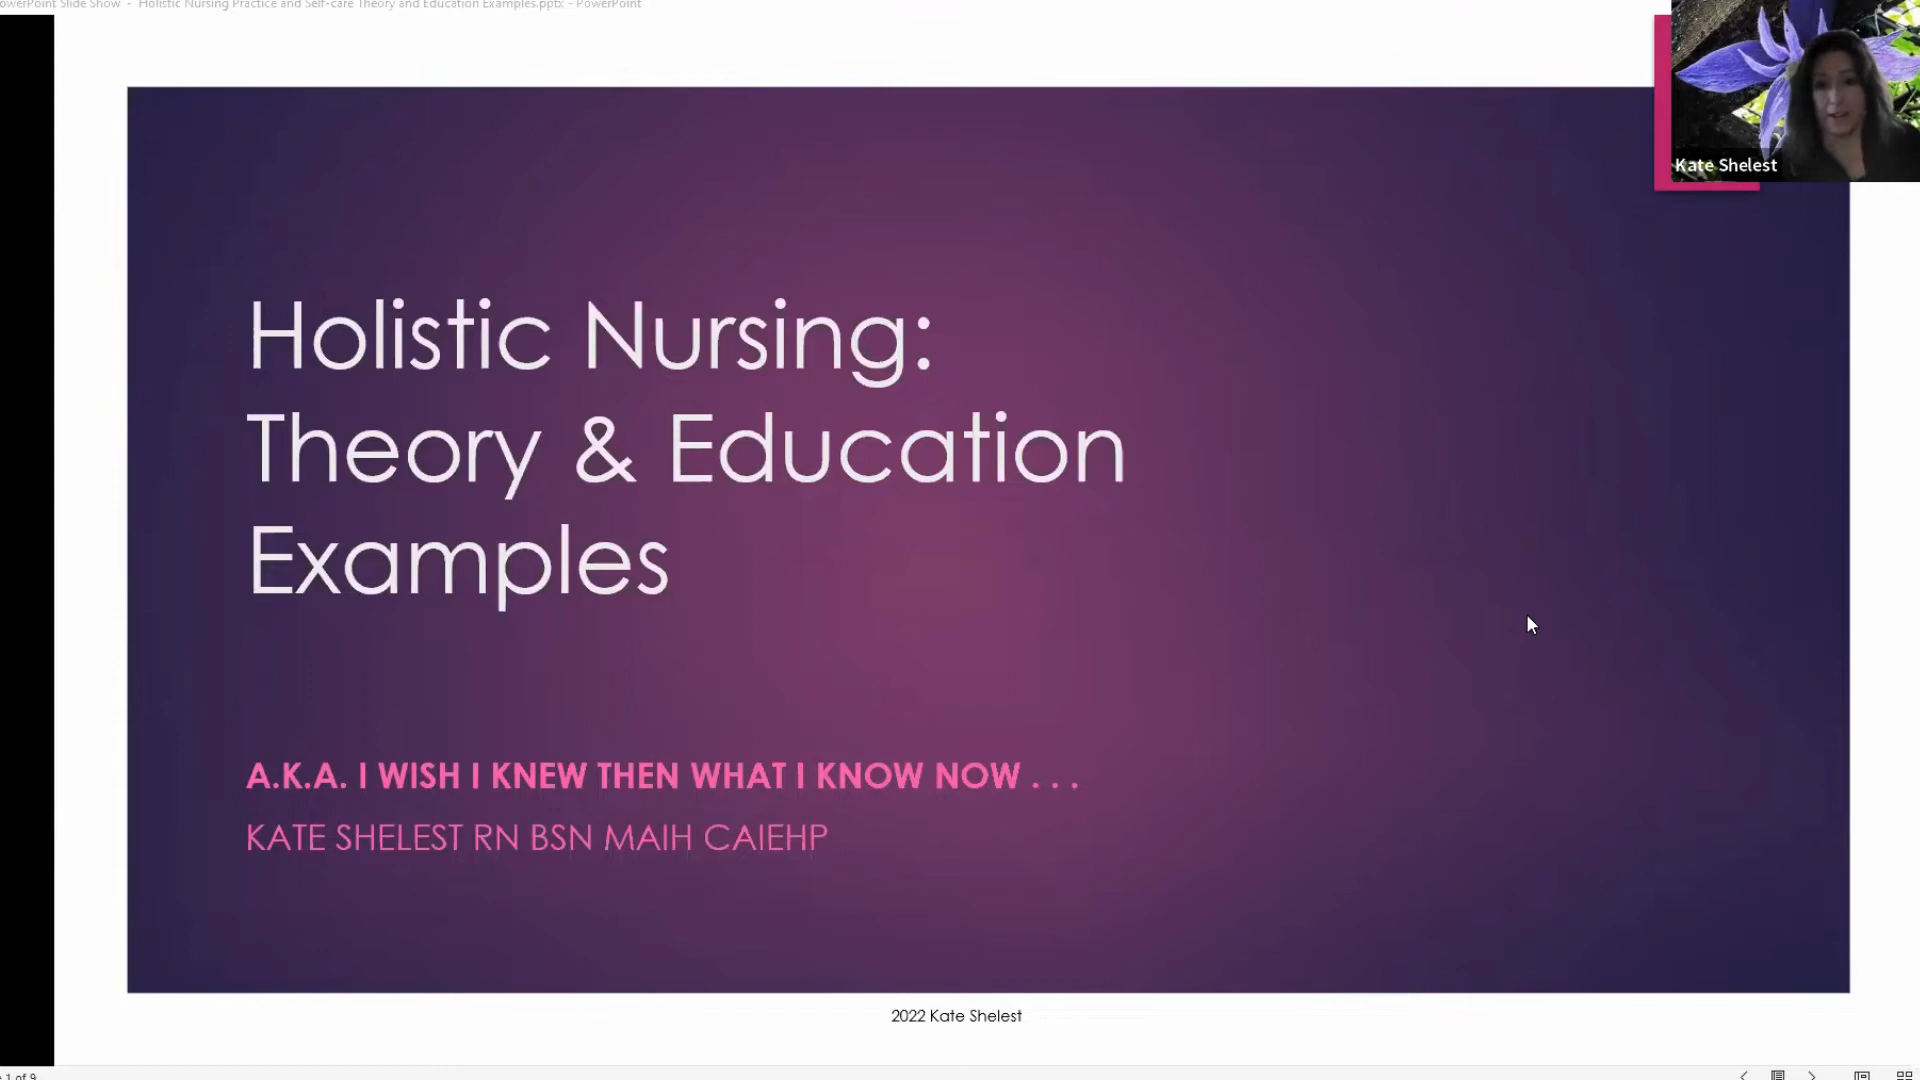 owerPoint Slide Show - Holistic Nursing Practice and Self-care Theory and Education Examples.pptx - PowerPoint
Kate Shelest
Holistic Nursing:
Theory & Education
Examples
A.K.A. I WISH I KNEW THEN WHAT I KNOW NOW . . .
KATE SHELEST RN BSN MAIH CAIEHP
2022 Kate Shelest
1 of 9